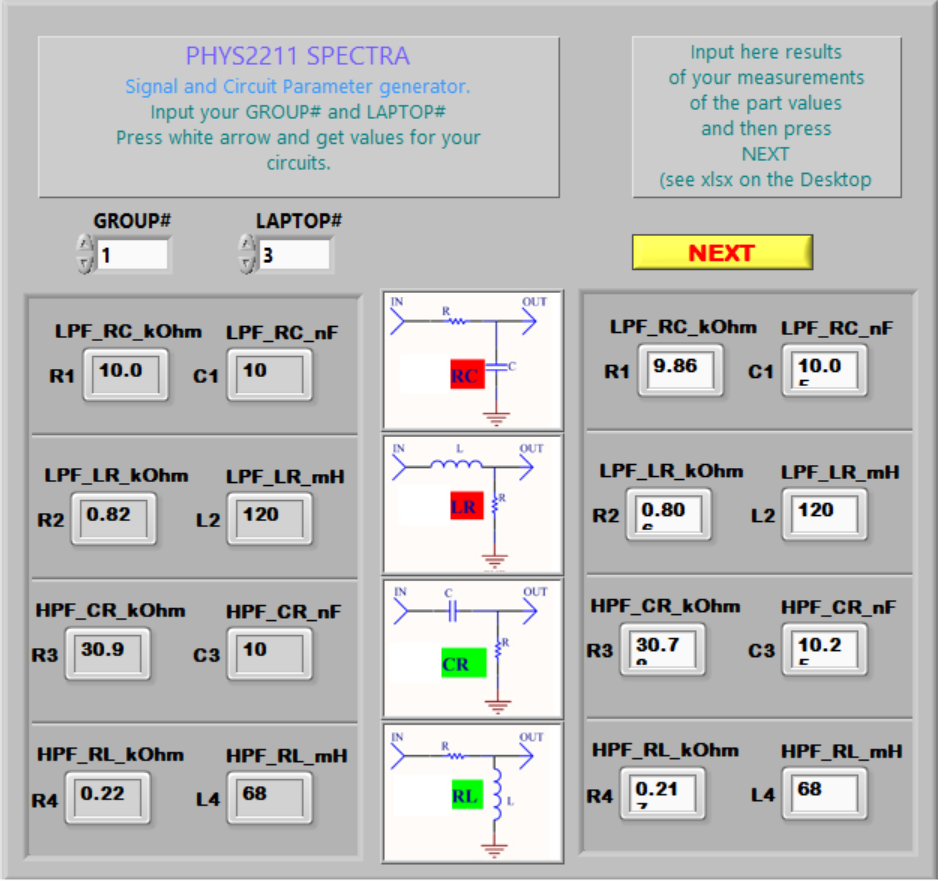 PHYS2211 SPECTRA
Signal and Circuit Parameter generator.
Input your GROUP# and LAPTOP#
Press white arrow and get values for your
circuits.
Input here results
of your measurements
of the part values
and then press
NEXT
(see xlsx on the Desktop
GROUP#
1
LAPTOP#
3
NEXT
LPF_RC_kOhm LPF_RC_nF
R1 10.0 C1 10
IN OUT
R
RC C
LPF_RC_kOhm LPF_RC_nF
R1 9.86 C1 10.0
LPF_LR_kOhm LPF_LR_mH
R2 0.82 L2 120
IN L OUT
LR R
LPF_LR_kOhm LPF_LR_mH
R2 0.80 L2 120
HPF_CR_kOhm HPF_CR_nF
R3 30.9 C3 10
IN C OUT
R
CR
HPF_CR_kOhm HPF_CR_nF
R3 30.7 C3 10.2
HPF_RL_kOhm HPF_RL_mH
R4 0.22 L4 68
IN R OUT
RL L
HPF_RL_kOhm HPF_RL_mH
R4 0.21 L4 68